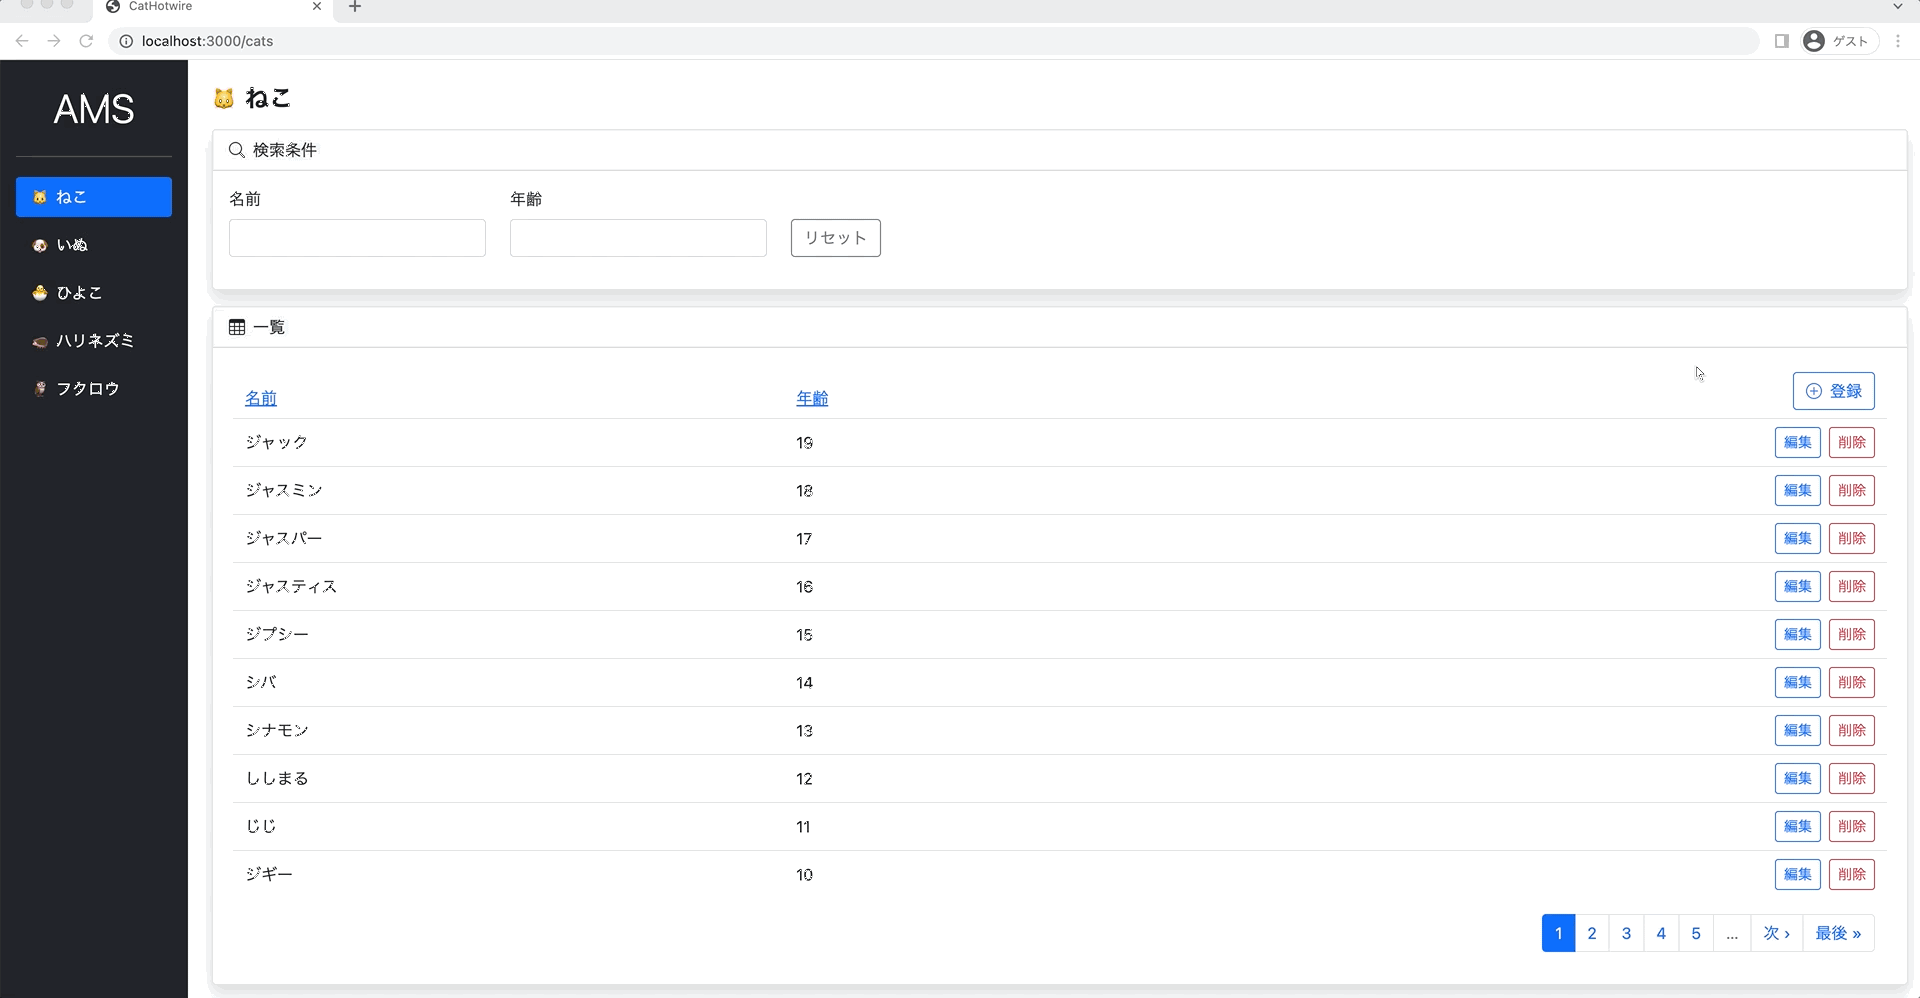 CatHotwire
localhost:3000/cats
ゲスト
AMS
ねこ
いぬ
ひよこ
ハリネズミ
フクロウ
ねこ
検索条件
名前 年齢
リセット
一覧
名前 年齢 登録
ジャック 19 編集 削除
ジャスミン 18 編集 削除
ジャスパー 17 編集 削除
ジャスティス 16 編集 削除
ジプシー 15 編集 削除
シバ 14 編集 削除
シナモン 13 編集 削除
ししまる 12 編集 削除
じじ 11 編集 削除
ジギー 10 編集 削除
1 2 3 4 5 … 次 › 最後 »